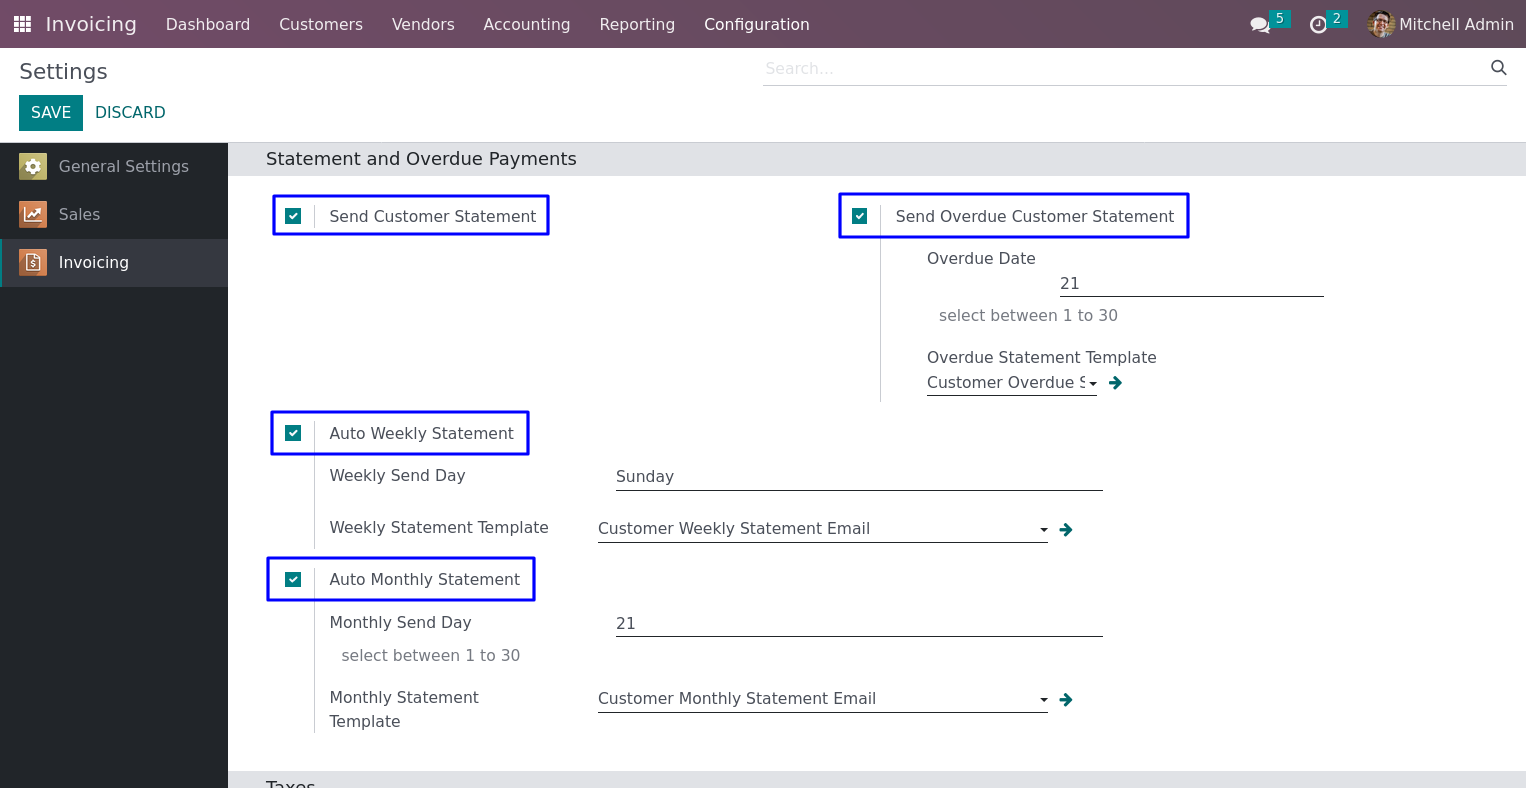 Invoicing Dashboard Customers Vendors Accounting Reporting Configuration 5 2 Mitchell Admin
Settings
Search...
SAVE DISCARD
General Settings
Sales
Invoicing
Statement and Overdue Payments
Send Customer Statement
Send Overdue Customer Statement
Overdue Date
21
select between 1 to 30
Overdue Statement Template
Customer Overdue S
Auto Weekly Statement
Weekly Send Day Sunday
Weekly Statement Template Customer Weekly Statement Email
Auto Monthly Statement
Monthly Send Day 21
select between 1 to 30
Monthly Statement Customer Monthly Statement Email
Template
Taxes